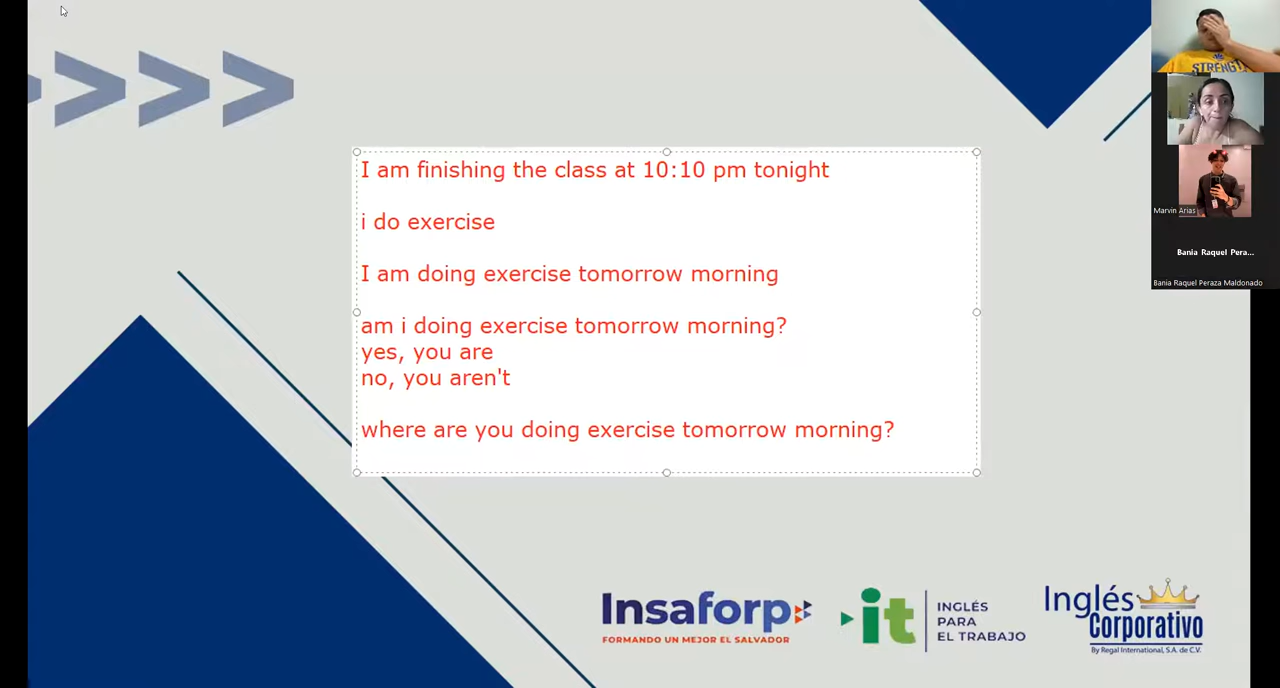 I am finishing the class at 10:10 pm tonight
i do exercise
I am doing exercise tomorrow morning
am i doing exercise tomorrow morning?
yes, you are
no, you aren't
where are you doing exercise tomorrow morning?
STRENGTH
Marvin Arias
Bania Raquel Pera...
Bania Raquel Peraza Maldonado
Insaforp
FORMANDO UN MEJOR EL SALVADOR
it
INGLÉS
PARA
EL TRABAJO
Inglés
Corporativo
By Regal International, S.A. de C.V.